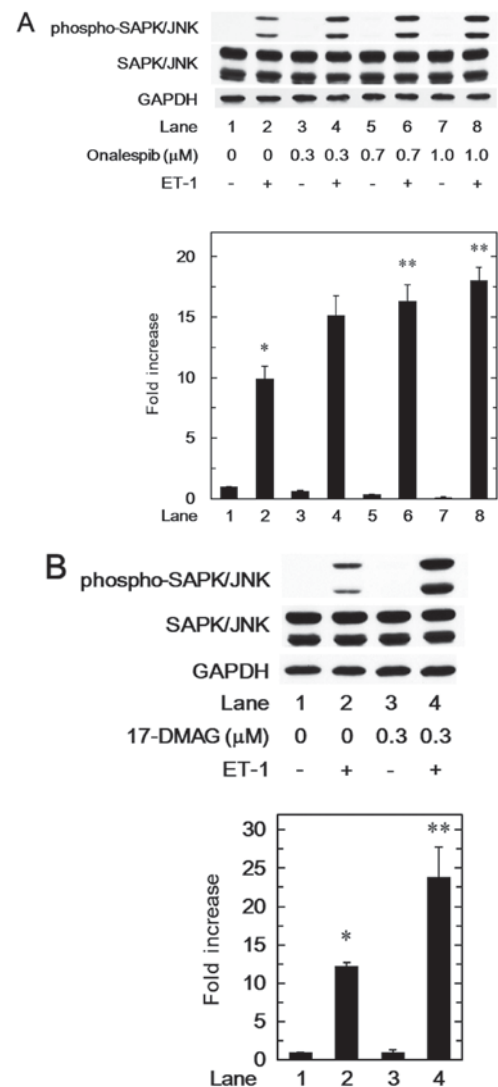 A
phospho-SAPK/JNK
SAPK/JNK
GAPDH
Lane 1 2 3 4 5 6 7 8
Onalespib (μM) 0 0 0.3 0.3 0.7 0.7 1.0 1.0
ET-1 - + - + - + - +
20
15
10
5
0
Fold increase
*
**
**
Lane 1 2 3 4 5 6 7 8
B
phospho-SAPK/JNK
SAPK/JNK
GAPDH
Lane 1 2 3 4
17-DMAG (μM) 0 0 0.3 0.3
ET-1 - + - +
30
25
20
15
10
5
0
Fold increase
*
**
Lane 1 2 3 4